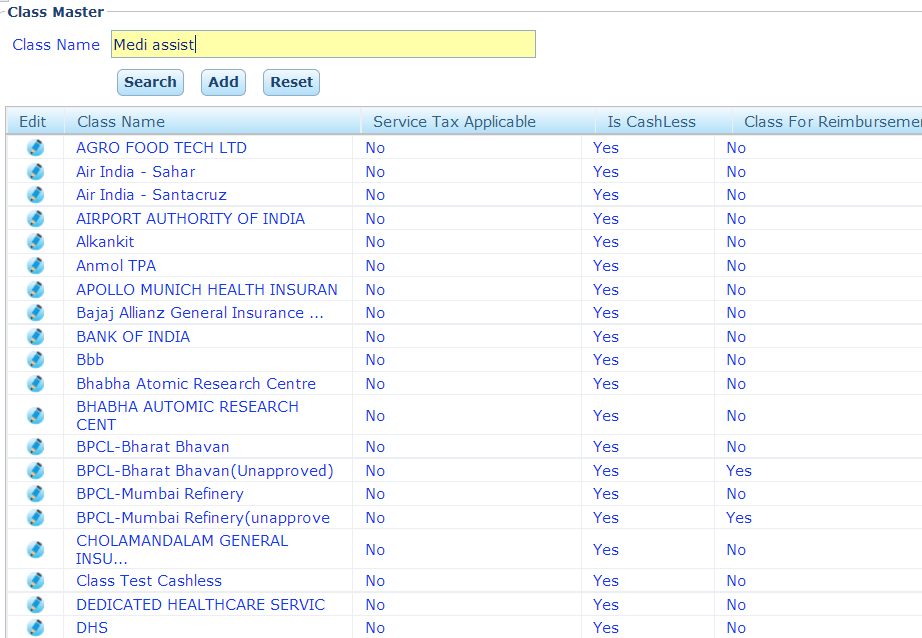 Class Master
Class Name Medi assist
Search Add Reset
Edit Class Name Service Tax Applicable Is CashLess Class For Reimburseme
AGRO FOOD TECH LTD No Yes No
Air India - Sahar No Yes No
Air India - Santacruz No Yes No
AIRPORT AUTHORITY OF INDIA No Yes No
Alkankit No Yes No
Anmol TPA No Yes No
APOLLO MUNICH HEALTH INSURAN No Yes No
Bajaj Allianz General Insurance ... No Yes No
BANK OF INDIA No Yes No
Bbb No Yes No
Bhabha Atomic Research Centre No Yes No
BHABHA AUTOMIC RESEARCH
CENT No Yes No
BPCL-Bharat Bhavan No Yes No
BPCL-Bharat Bhavan(Unapproved) No Yes Yes
BPCL-Mumbai Refinery No Yes No
BPCL-Mumbai Refinery(unapprove No Yes Yes
CHOLAMANDALAM GENERAL
INSU... No Yes No
Class Test Cashless No Yes No
DEDICATED HEALTHCARE SERVIC No Yes No
DHS No Yes No